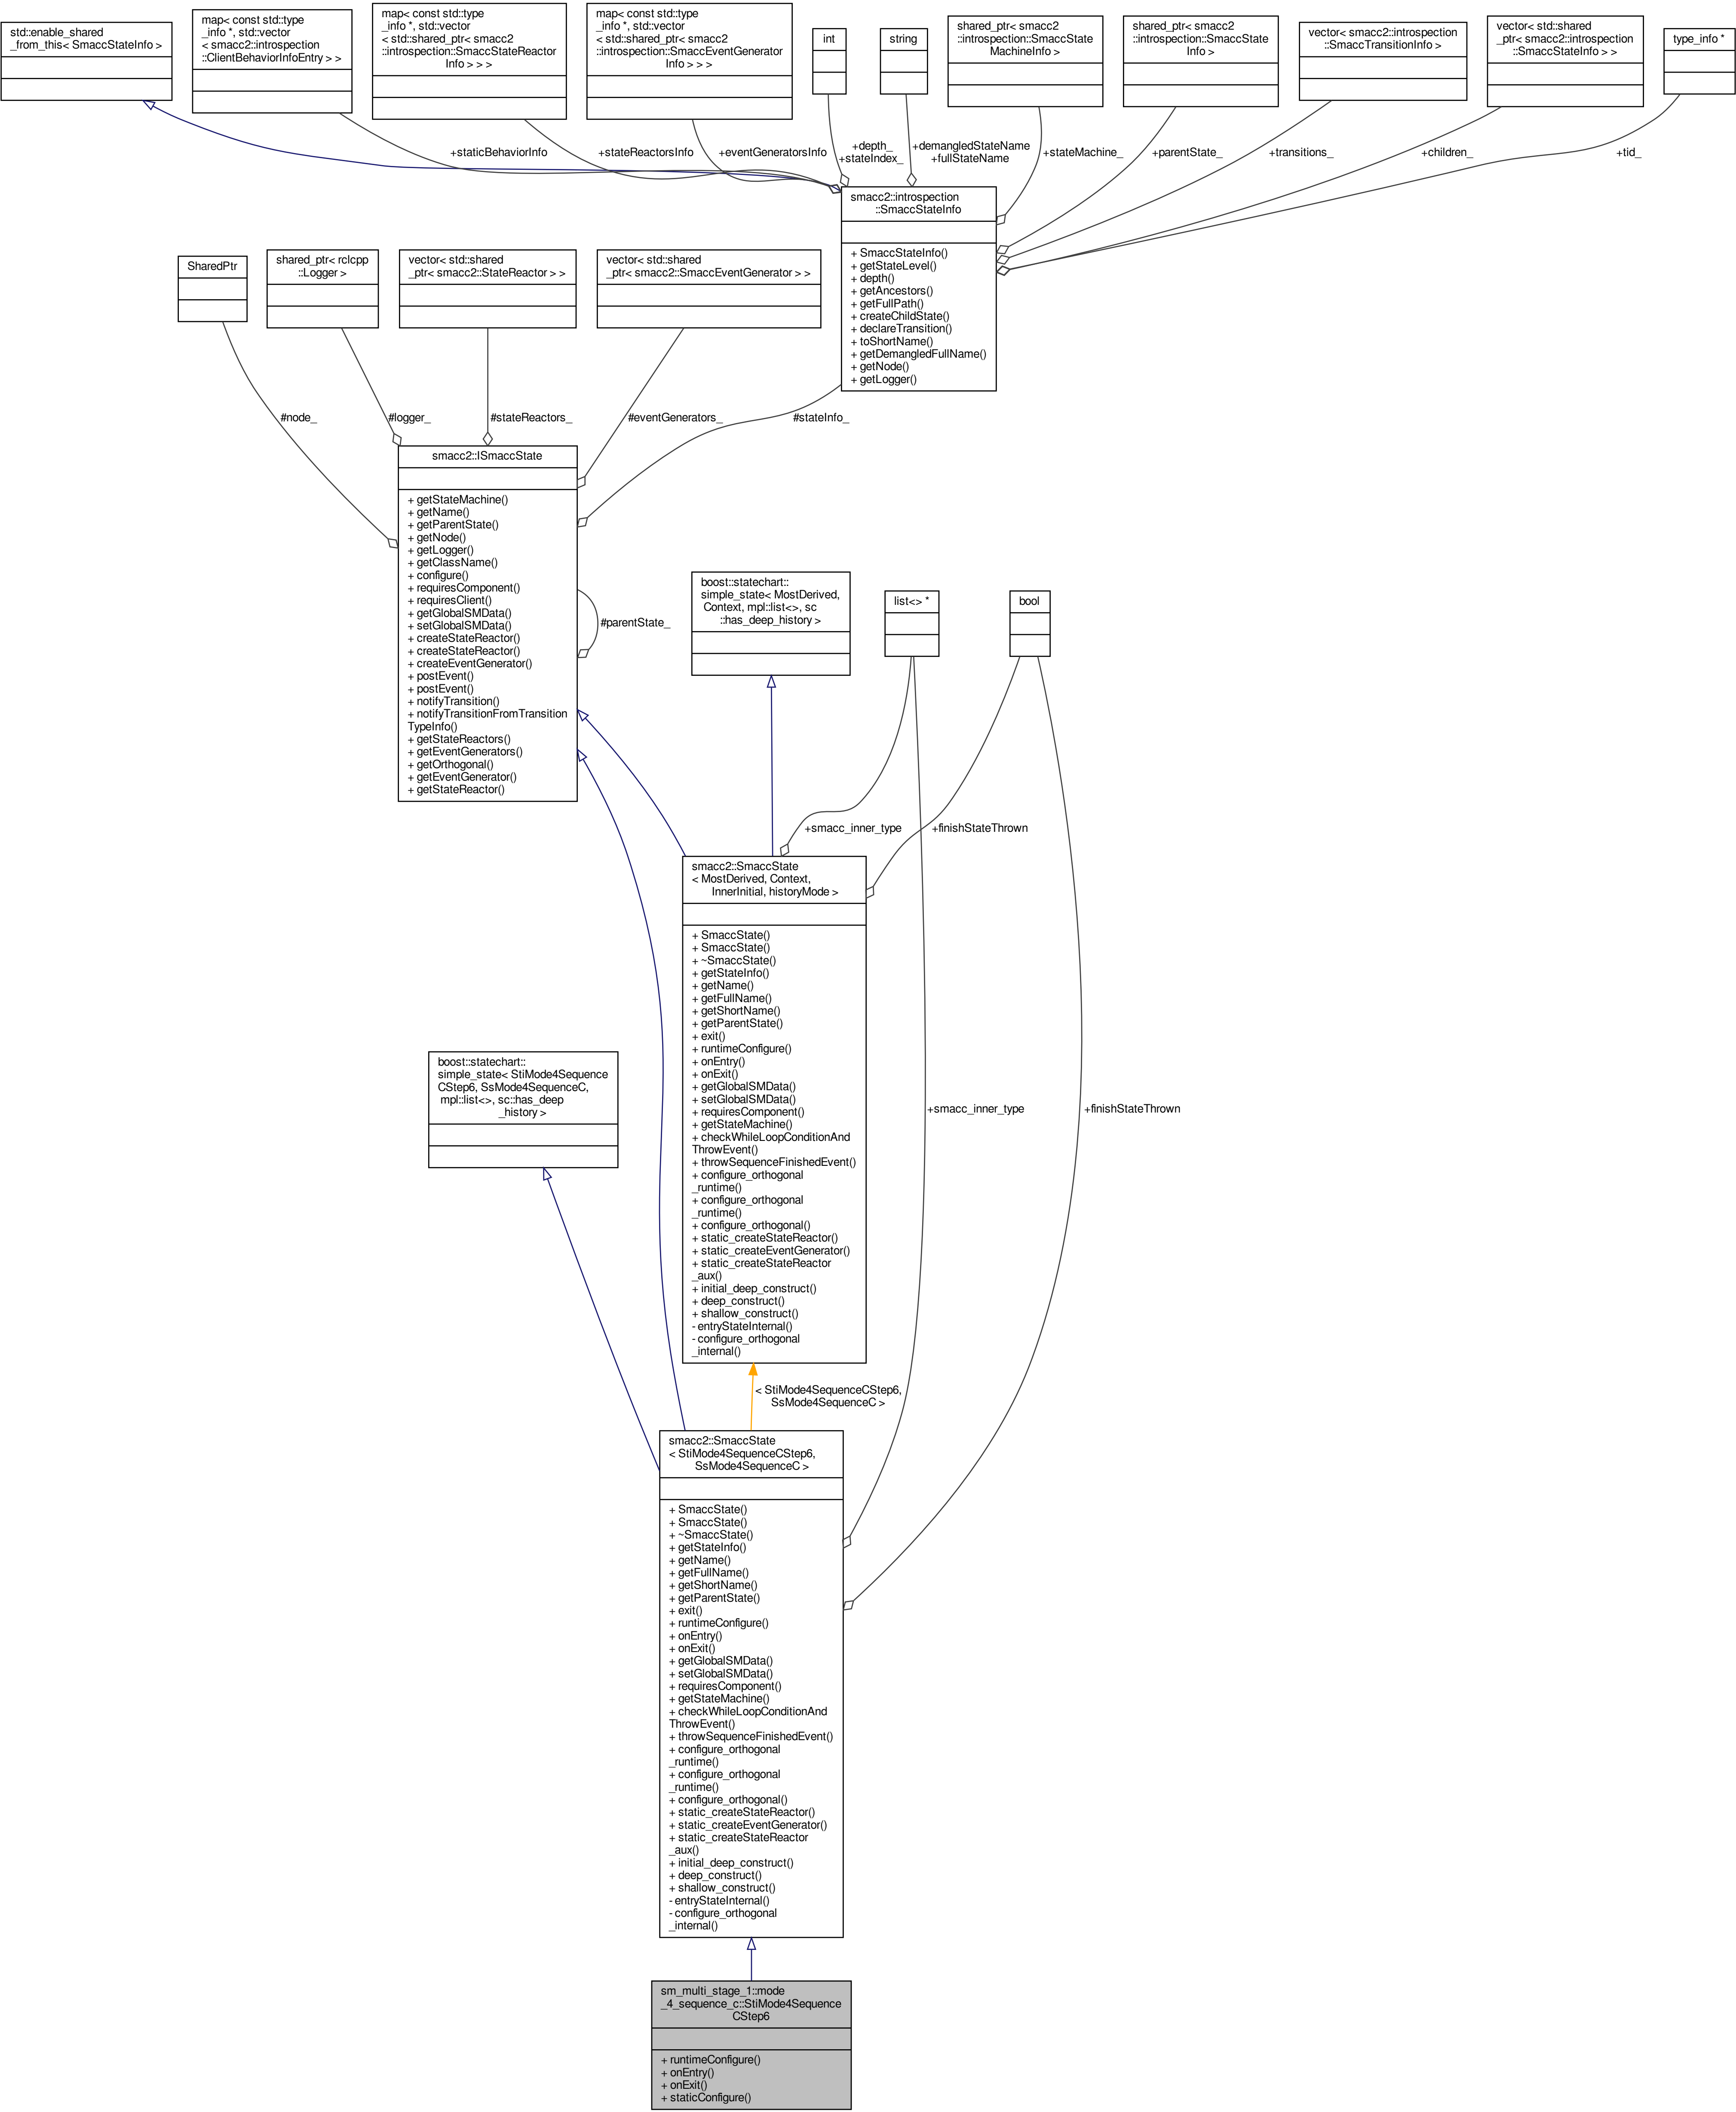 std::enable_shared
_from_this< SmaccStateInfo >
map< const std::type
_info *, std::vector
< smacc2::introspection
::ClientBehaviorInfoEntry > >
map< const std::type
_info *, std::vector
< std::shared_ptr< smacc2
::introspection::SmaccStateReactor
Info > > >
map< const std::type
_info *, std::vector
< std::shared_ptr< smacc2
::introspection::SmaccEventGenerator
Info > > >
int
string
shared_ptr< smacc2
::introspection::SmaccState
MachineInfo >
shared_ptr< smacc2
::introspection::SmaccState
Info >
vector< smacc2::introspection
::SmaccTransitionInfo >
vector< std::shared
_ptr< smacc2::introspection
::SmaccStateInfo > >
type_info *
+staticBehaviorInfo
+stateReactorsInfo
+eventGeneratorsInfo
+depth_
+stateIndex_
+demangledStateName
+fullStateName
+stateMachine_
+parentState_
+transitions_
+children_
+tid_
smacc2::introspection
::SmaccStateInfo
+ SmaccStateInfo()
+ getStateLevel()
+ depth()
+ getAncestors()
+ getFullPath()
+ createChildState()
+ declareTransition()
+ toShortName()
+ getDemangledFullName()
+ getNode()
+ getLogger()
SharedPtr
shared_ptr< rclcpp
::Logger >
vector< std::shared
_ptr< smacc2::StateReactor > >
vector< std::shared
_ptr< smacc2::SmaccEventGenerator > >
#node_
#logger_
#stateReactors_
#eventGenerators_
#stateInfo_
smacc2::ISmaccState
+ getStateMachine()
+ getName()
+ getParentState()
+ getNode()
+ getLogger()
+ getClassName()
+ configure()
+ requiresComponent()
+ requiresClient()
+ getGlobalSMData()
+ setGlobalSMData()
+ createStateReactor()
+ createStateReactor()
+ createEventGenerator()
+ postEvent()
+ postEvent()
+ notifyTransition()
+ notifyTransitionFromTransition
TypeInfo()
+ getStateReactors()
+ getEventGenerators()
+ getOrthogonal()
+ getEventGenerator()
+ getStateReactor()
#parentState_
boost::statechart::
simple_state< MostDerived,
Context, mpl::list<>, sc
::has_deep_history >
list<> *
bool
+smacc_inner_type
+finishStateThrown
smacc2::SmaccState
< MostDerived, Context,
InnerInitial, historyMode >
+ SmaccState()
+ SmaccState()
+ ~SmaccState()
+ getStateInfo()
+ getName()
+ getFullName()
+ getShortName()
+ getParentState()
+ exit()
+ runtimeConfigure()
+ onEntry()
+ onExit()
+ getGlobalSMData()
+ setGlobalSMData()
+ requiresComponent()
+ getStateMachine()
+ checkWhileLoopConditionAnd
ThrowEvent()
+ throwSequenceFinishedEvent()
+ configure_orthogonal
_runtime()
+ configure_orthogonal
_runtime()
+ configure_orthogonal()
+ static_createStateReactor()
+ static_createEventGenerator()
+ static_createStateReactor
_aux()
+ initial_deep_construct()
+ deep_construct()
+ shallow_construct()
- entryStateInternal()
- configure_orthogonal
_internal()
boost::statechart::
simple_state< StiMode4Sequence
CStep6, SsMode4SequenceC,
mpl::list<>, sc::has_deep
_history >
+smacc_inner_type
+finishStateThrown
< StiMode4SequenceCStep6,
SsMode4SequenceC >
smacc2::SmaccState
< StiMode4SequenceCStep6,
SsMode4SequenceC >
+ SmaccState()
+ SmaccState()
+ ~SmaccState()
+ getStateInfo()
+ getName()
+ getFullName()
+ getShortName()
+ getParentState()
+ exit()
+ runtimeConfigure()
+ onEntry()
+ onExit()
+ getGlobalSMData()
+ setGlobalSMData()
+ requiresComponent()
+ getStateMachine()
+ checkWhileLoopConditionAnd
ThrowEvent()
+ throwSequenceFinishedEvent()
+ configure_orthogonal
_runtime()
+ configure_orthogonal
_runtime()
+ configure_orthogonal()
+ static_createStateReactor()
+ static_createEventGenerator()
+ static_createStateReactor
_aux()
+ initial_deep_construct()
+ deep_construct()
+ shallow_construct()
- entryStateInternal()
- configure_orthogonal
_internal()
sm_multi_stage_1::mode
_4_sequence_c::StiMode4Sequence
CStep6
+ runtimeConfigure()
+ onEntry()
+ onExit()
+ staticConfigure()